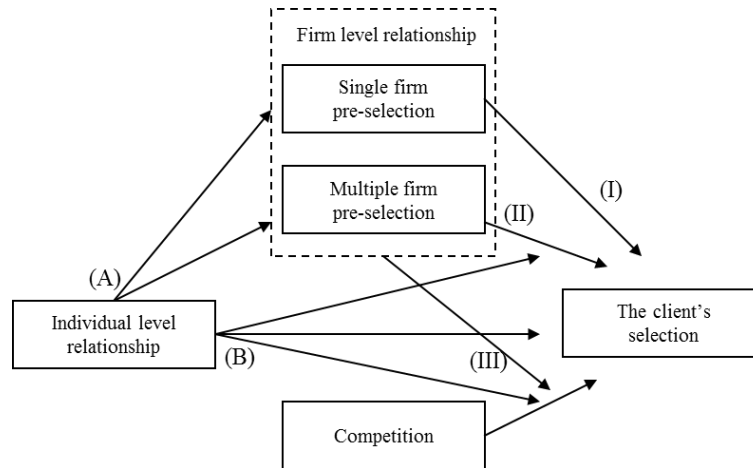 Firm level relationship
Single firm
pre-selection
(I)
Multiple firm
pre-selection
(II)
(A)
Individual level
relationship
The client's
selection
(B)
(III)
Competition